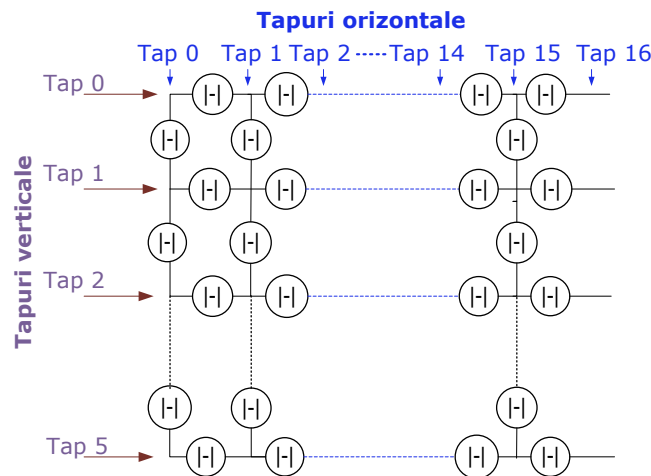 Tapuri orizontale
Tap 0 Tap 1 Tap 2 ----- Tap 14 Tap 15 Tap 16
Tapuri verticale
Tap 0
|-| |-| |-| |-|
|-| |-| |-|
Tap 1
|-| |-| |-| |-|
|-| |-| |-|
Tap 2
|-| |-| |-| |-|
|-| |-| |-|
Tap 5
|-| |-| |-| |-|